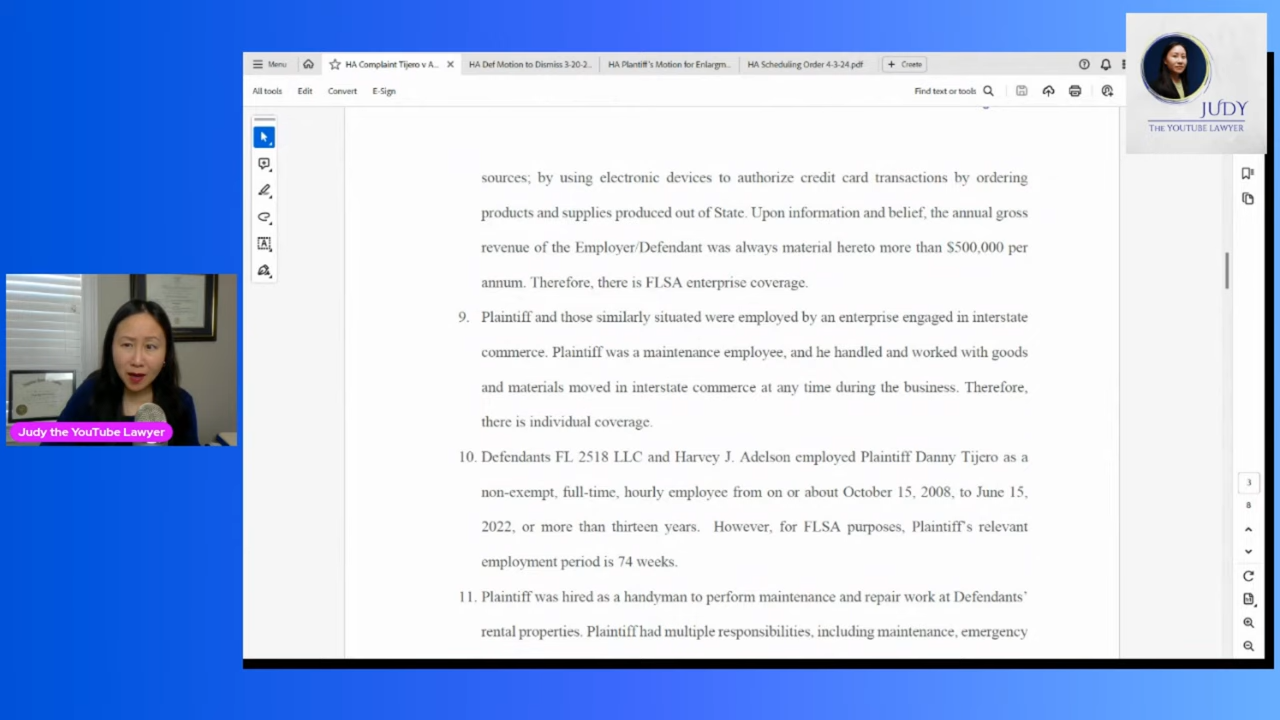 Menu
HA Complaint Tijero v A...
HA Def Motion to Dismiss 3-20-2...
HA Plantiff's Motion for Enlargm...
HA Scheduling Order 4-3-24.pdf
Create
All tools
Edit
Convert
E-Sign
Find text or tools
JUDY
THE YOUTUBE LAWYER
sources; by using electronic devices to authorize credit card transactions by ordering
products and supplies produced out of State. Upon information and belief, the annual gross
revenue of the Employer/Defendant was always material hereto more than $500,000 per
annum. Therefore, there is FLSA enterprise coverage.
9. Plaintiff and those similarly situated were employed by an enterprise engaged in interstate
commerce. Plaintiff was a maintenance employee, and he handled and worked with goods
and materials moved in interstate commerce at any time during the business. Therefore,
there is individual coverage.
10. Defendants FL 2518 LLC and Harvey J. Adelson employed Plaintiff Danny Tijero as a
non-exempt, full-time, hourly employee from on or about October 15, 2008, to June 15,
2022, or more than thirteen years. However, for FLSA purposes, Plaintiff's relevant
employment period is 74 weeks.
11. Plaintiff was hired as a handyman to perform maintenance and repair work at Defendants'
rental properties. Plaintiff had multiple responsibilities, including maintenance, emergency
Judy the YouTube Lawyer
3
8